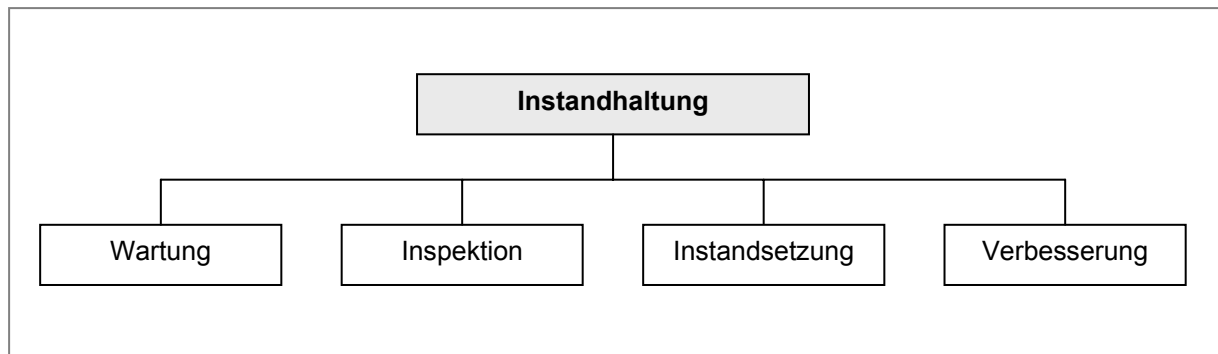 Instandhaltung
Wartung
Inspektion
Instandsetzung
Verbesserung